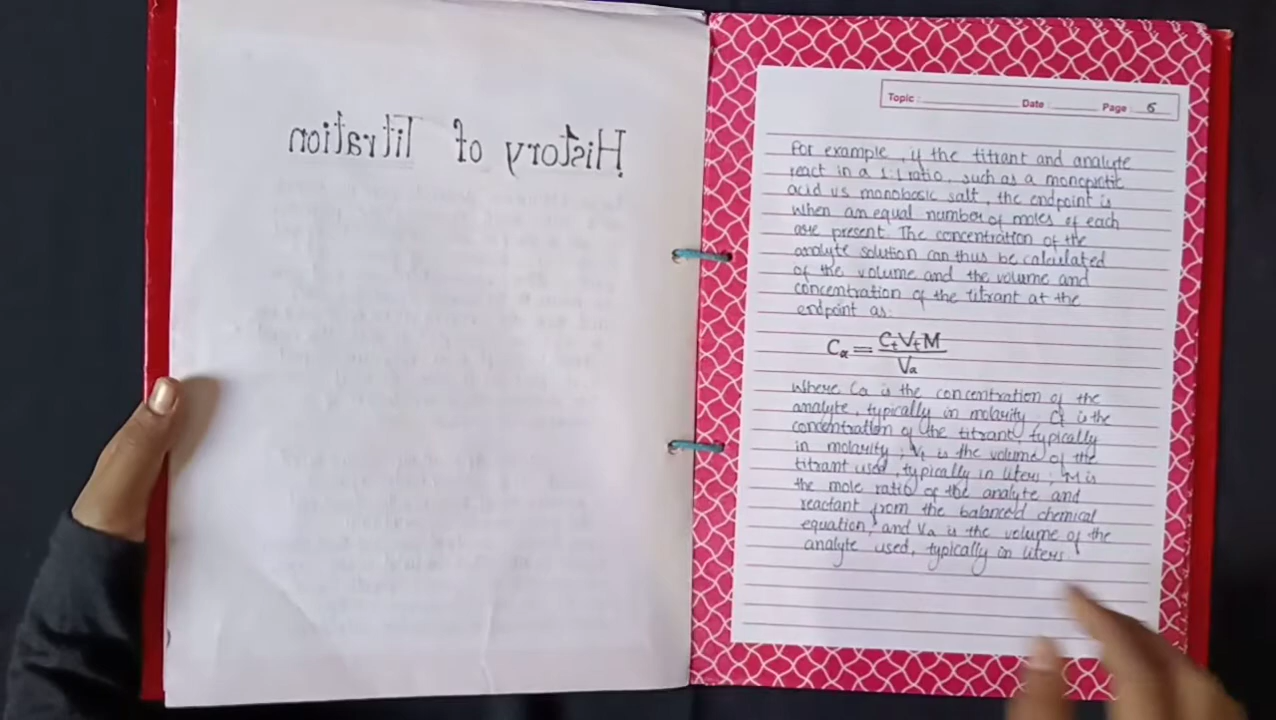 History of Titration
Topic : Date : Page : 5
For example, if the titrant and analyte
react in a 1:1 ratio, such as a monoprotic
acid vs monobasic salt, the endpoint is
when an equal number of moles of each
are present. The concentration of the
analyte solution can thus be calculated
of the volume and the volume and
concentration of the titrant at the
endpoint as:
Ca = CtVtM
Va
Where Ca is the concentration of the
analyte, typically in molarity; Ct is the
concentration of the titrant, typically
in molarity; Vt is the volume of the
titrant used, typically in liters; M is
the mole ratio of the analyte and
reactant from the balanced chemical
equation; and Va is the volume of the
analyte used, typically in liters.